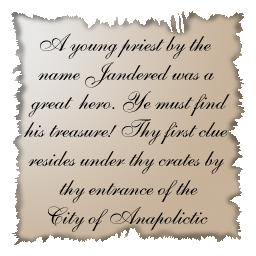 A young priest by the
name Jandered was a
great hero. Ye must find
his treasure! Thy first clue
resides under thy crates by
thy entrance of the
City of Anapolictic